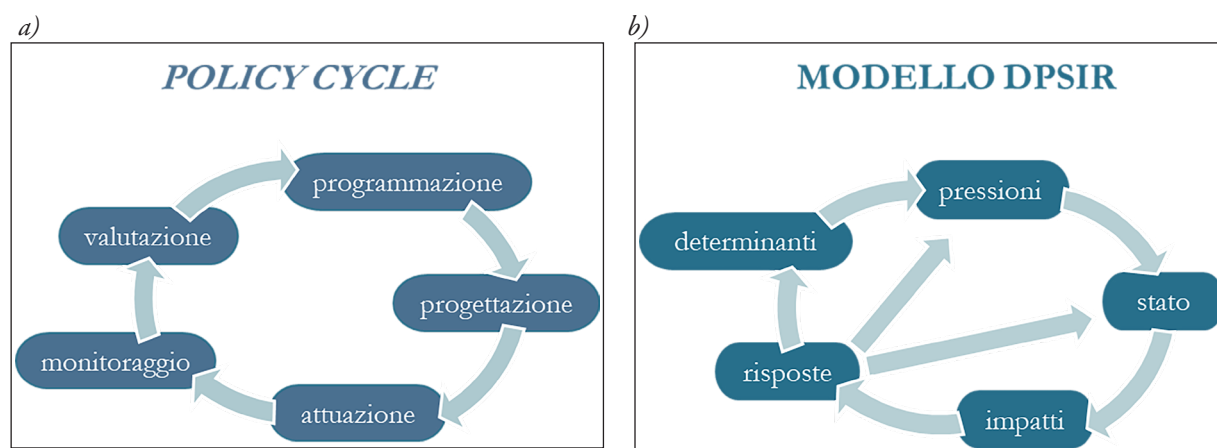 a)
POLICY CYCLE
programmazione
valutazione
progettazione
monitoraggio
attuazione
b)
MODELLO DPSIR
pressioni
determinanti
stato
risposte
impatti